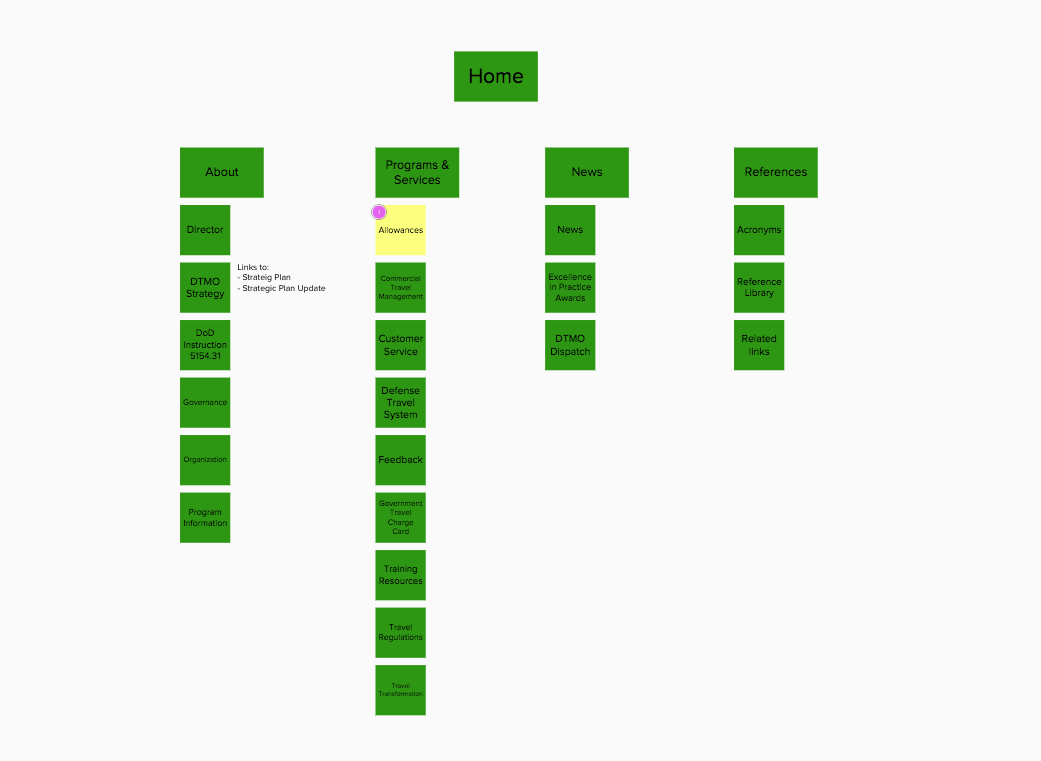 Home
About
Director
DTMO
Strategy
Links to:
- Strateig Plan
- Strategic Plan Update
DoD
Instruction
5154.31
Governance
Organization
Program
Information
Programs &
Services
Allowances
Commercial
Travel
Management
Customer
Service
Defense
Travel
System
Feedback
Government
Travel
Charge
Card
Training
Resources
Travel
Regulations
Travel
Transformation
News
News
Excellence
in Practice
Awards
DTMO
Dispatch
References
Acronyms
Reference
Library
Related
links